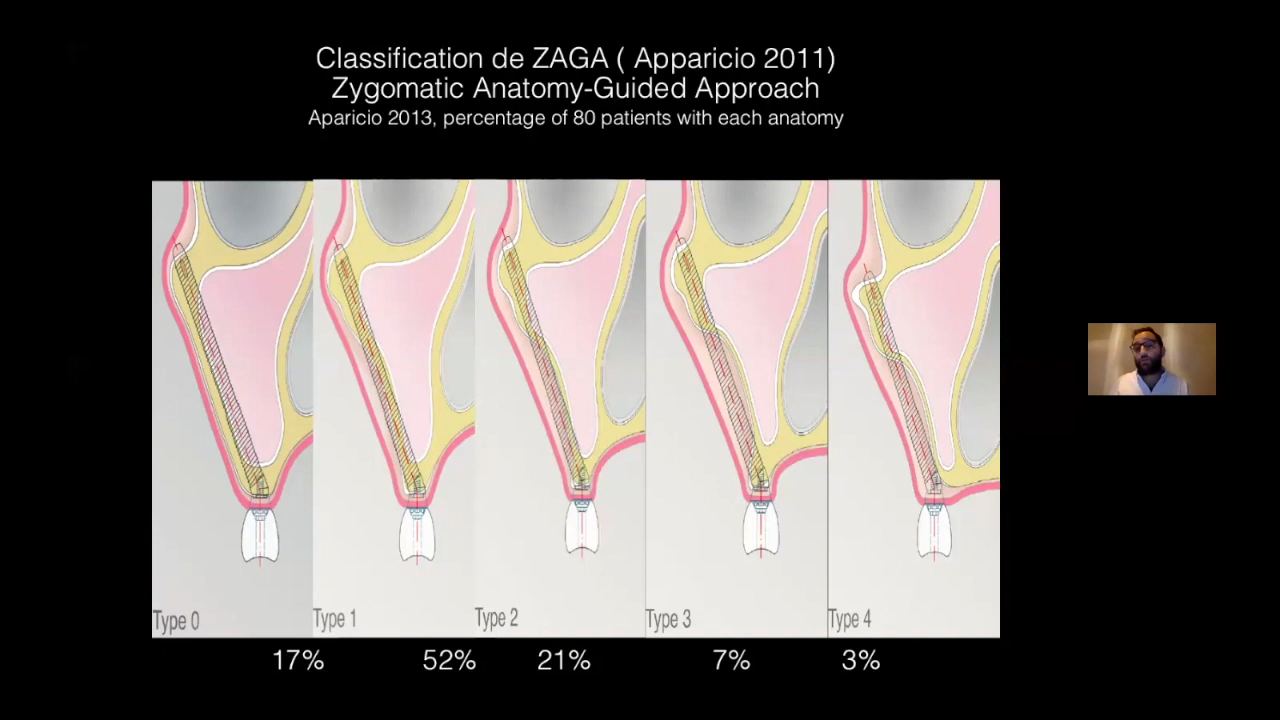 Classification de ZAGA ( Apparicio 2011)
Zygomatic Anatomy-Guided Approach
Aparicio 2013, percentage of 80 patients with each anatomy
Type 0
Type 1
Type 2
Type 3
Type 4
17%
52%
21%
7%
3%